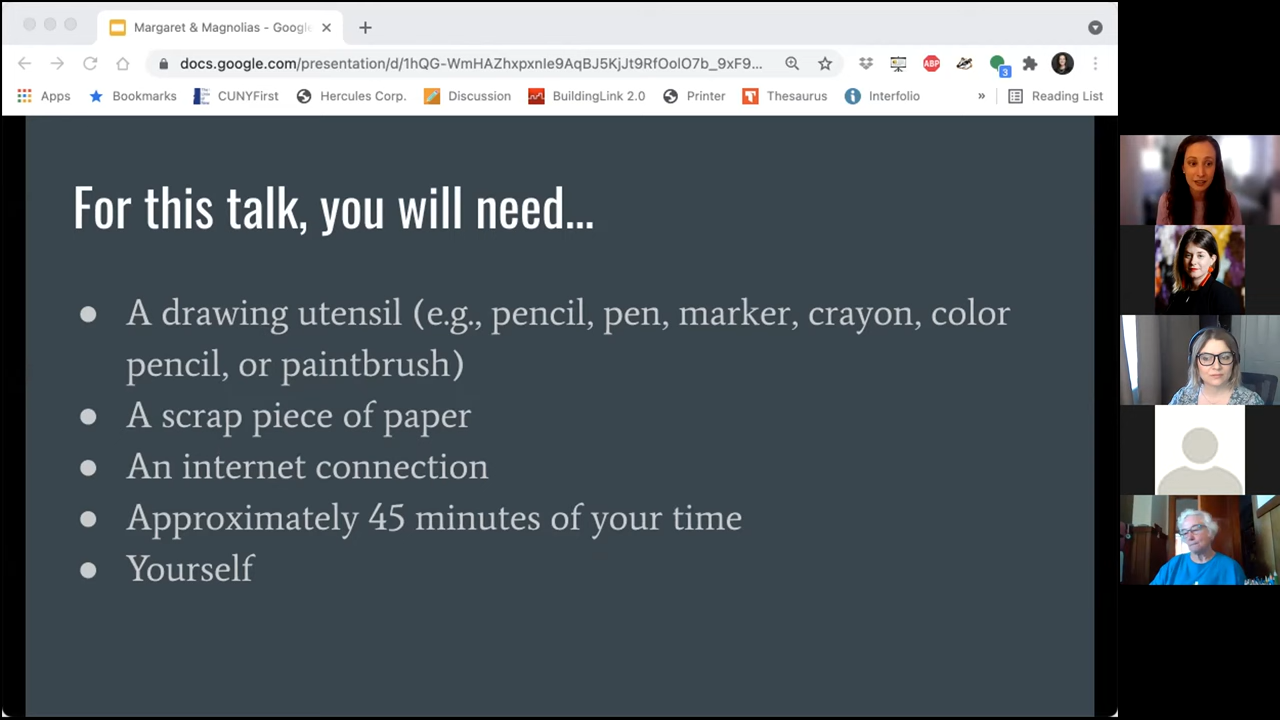 Margaret & Magnolias - Googl
docs.google.com/presentation/d/1hQG-WmHAZhxpxnIe9AqBJ5KjJt9RfOolO7b_9xF9...
ABP
3
Apps
Bookmarks
CUNYFirst
Hercules Corp.
Discussion
BuildingLink 2.0
Printer
T
Thesaurus
Interfolio
»
Reading List
For this talk, you will need...
● A drawing utensil (e.g., pencil, pen, marker, crayon, color
pencil, or paintbrush)
● A scrap piece of paper
● An internet connection
● Approximately 45 minutes of your time
● Yourself